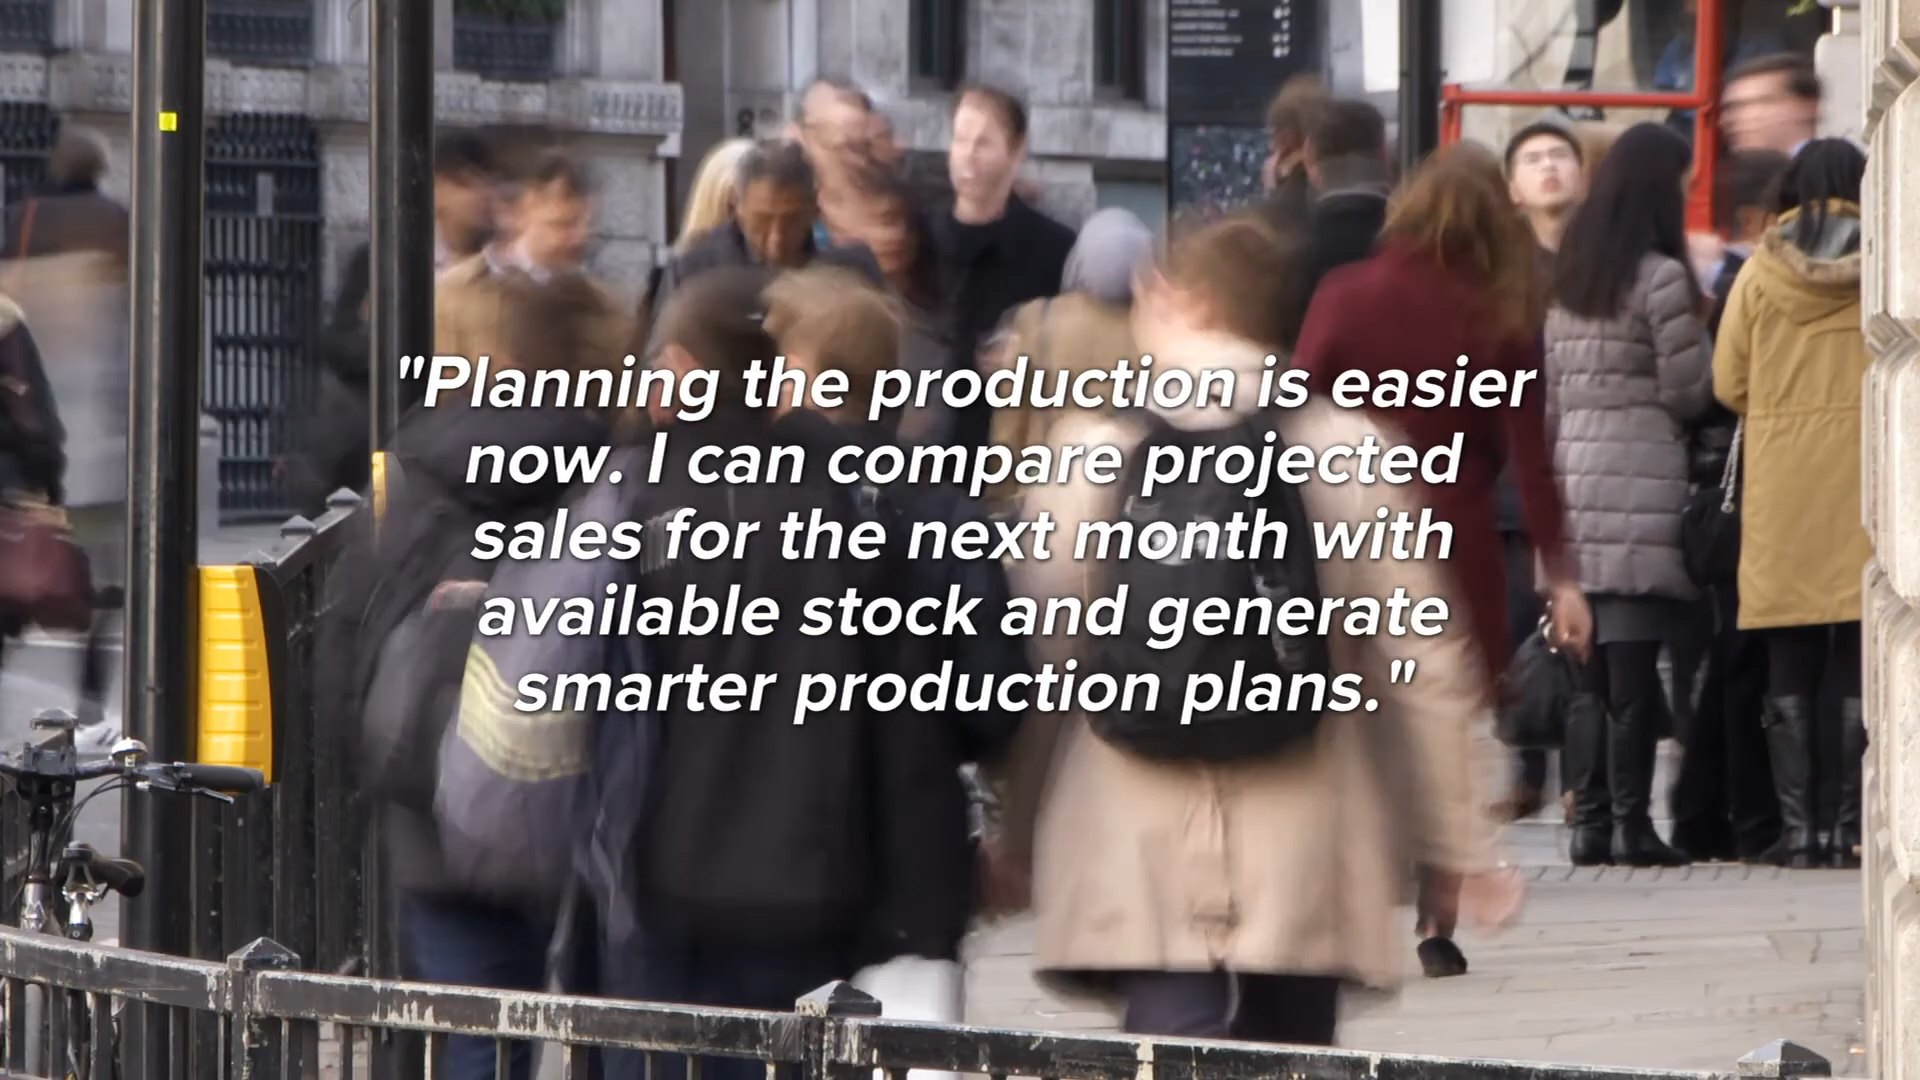 "Planning the production is easier
now. I can compare projected
sales for the next month with
available stock and generate
smarter production plans."